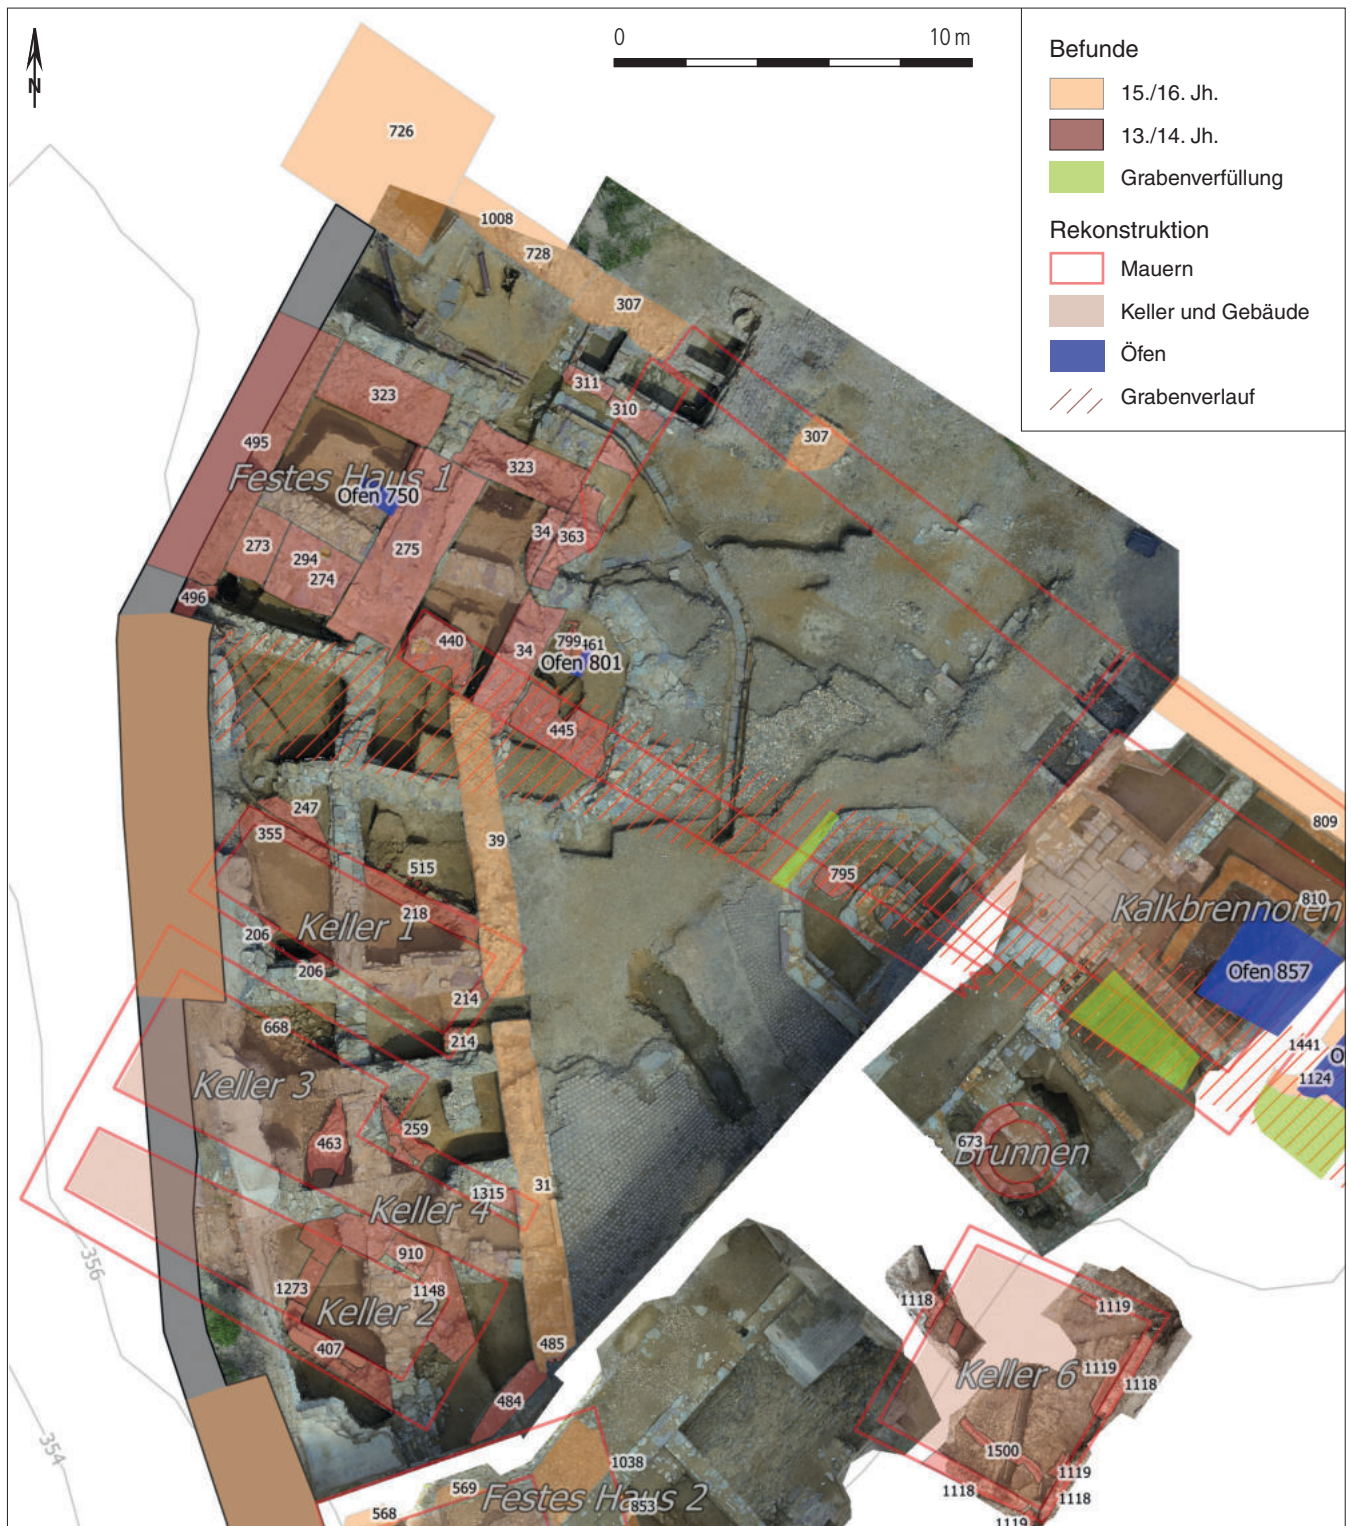 N
0 10 m
Befunde
15./16. Jh.
13./14. Jh.
Grabenverfüllung
Rekonstruktion
Mauern
Keller und Gebäude
Öfen
Grabenverlauf
726
1008
728
307
311
310
323
307
495
323
Festes Haus 1
Ofen 750
34
363
273
275
294
274
496
440
799
461
34
Ofen 801
445
809
247
355
39
515
795
810
218
Kalkbrennofen
206
Keller 1
206
Ofen 857
214
668
214
1441
O
Keller 3
1124
463
259
673
Brunnen
1315
31
Keller 4
356
910
1273
1148
Keller 2
1118
1119
407
485
1119
Keller 6
1118
484
354
1500
1038
1119
569
1118
1118
Festes Haus 2
853
568
1119